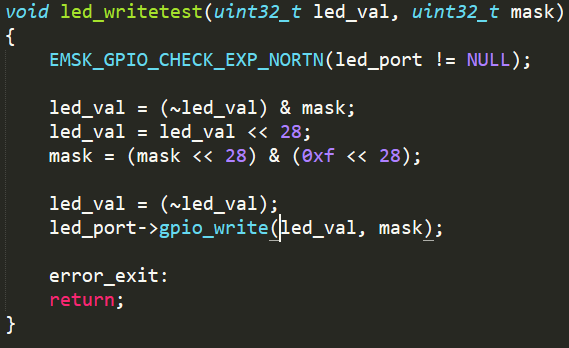 void led_writetest(uint32_t led_val, uint32_t mask)
{
    EMSK_GPIO_CHECK_EXP_NORTN(led_port != NULL);

    led_val = (~led_val) & mask;
    led_val = led_val << 28;
    mask = (mask << 28) & (0xf << 28);

    led_val = (~led_val);
    led_port->gpio_write(led_val, mask);

    error_exit:
    return;
}